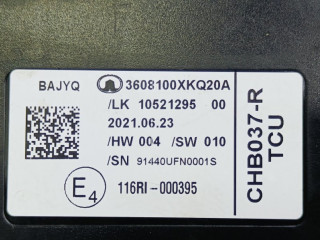 BAJYQ 3608100XKQ20A
/LK 10521295 00
2021.06.23
/HW 004 /SW 010
/SN 91440UFN0001S
E4 116RI-000395
CHB037-R
TCU